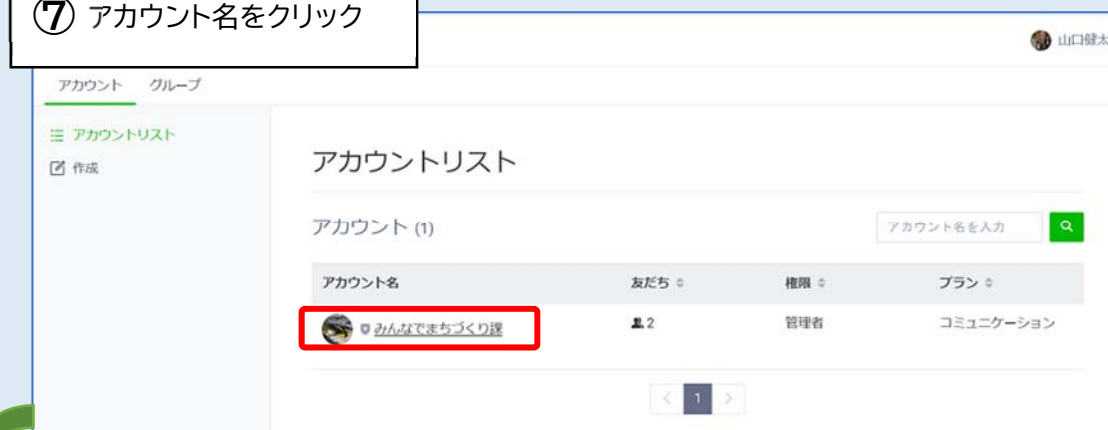 ⑦ アカウント名をクリック
山口健太
アカウント グループ
アカウントリスト
作成
アカウントリスト
アカウント (1)
アカウント名を入力
アカウント名 友だち 権限 プラン
みんなでまちづくり課 2 管理者 コミュニケーション
< 1 >